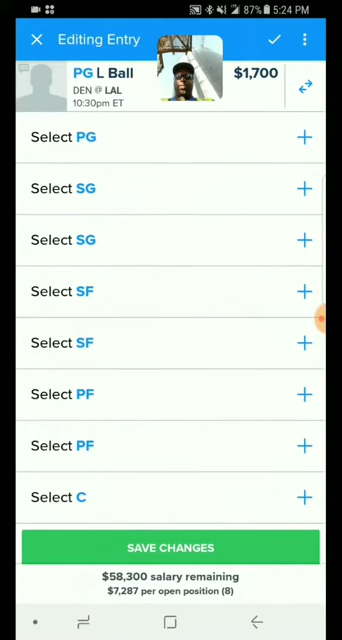 87% 5:24 PM
Editing Entry
PG L Ball $1,700
DEN @ LAL
10:30pm ET
Select PG
Select SG
Select SG
Select SF
Select SF
Select PF
Select PF
Select C
SAVE CHANGES
$58,300 salary remaining
$7,287 per open position (8)